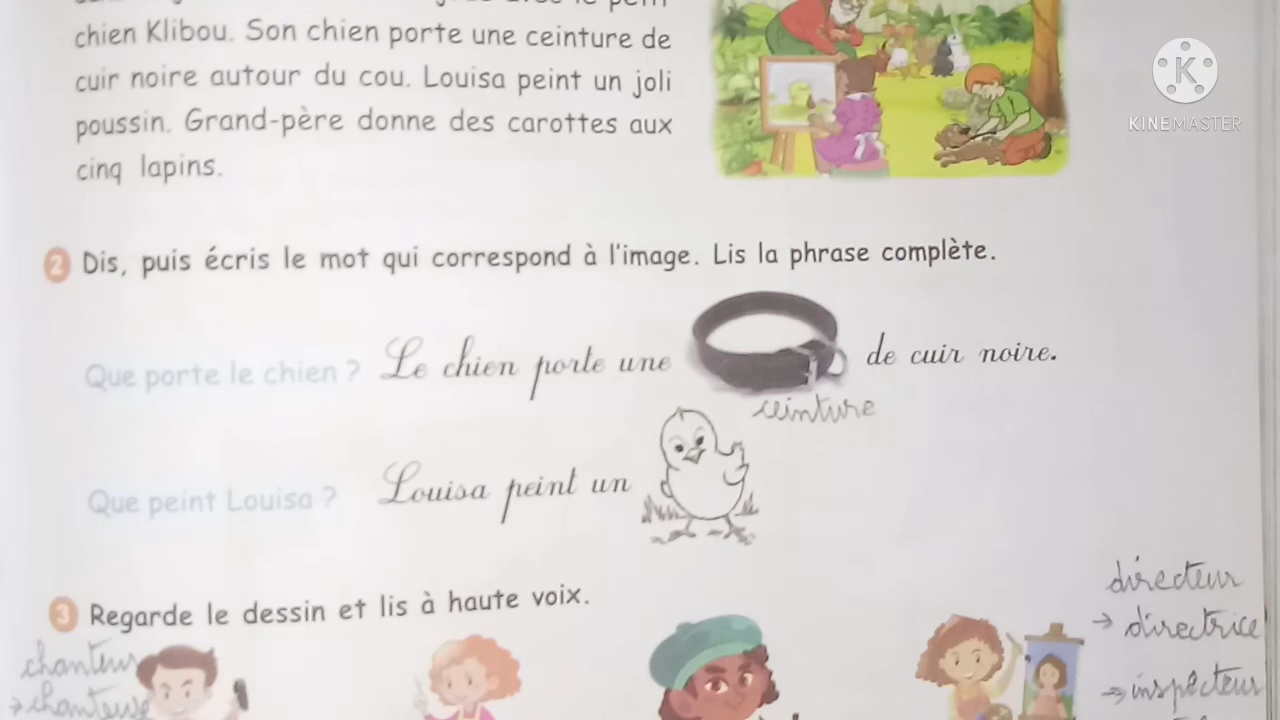 chien Klibou. Son chien porte une ceinture de
cuir noire autour du cou. Louisa peint un joli
poussin. Grand-père donne des carottes aux
cinq lapins.
K
KINEMASTER
2 Dis, puis écris le mot qui correspond à l'image. Lis la phrase complète.
Que porte le chien ? Le chien porte une de cuir noire.
ceinture
Que peint Louisa ? Louisa peint un
3 Regarde le dessin et lis à haute voix.
directeur
→ directrice
chanteur
→ chanteuse
→ inspecteur